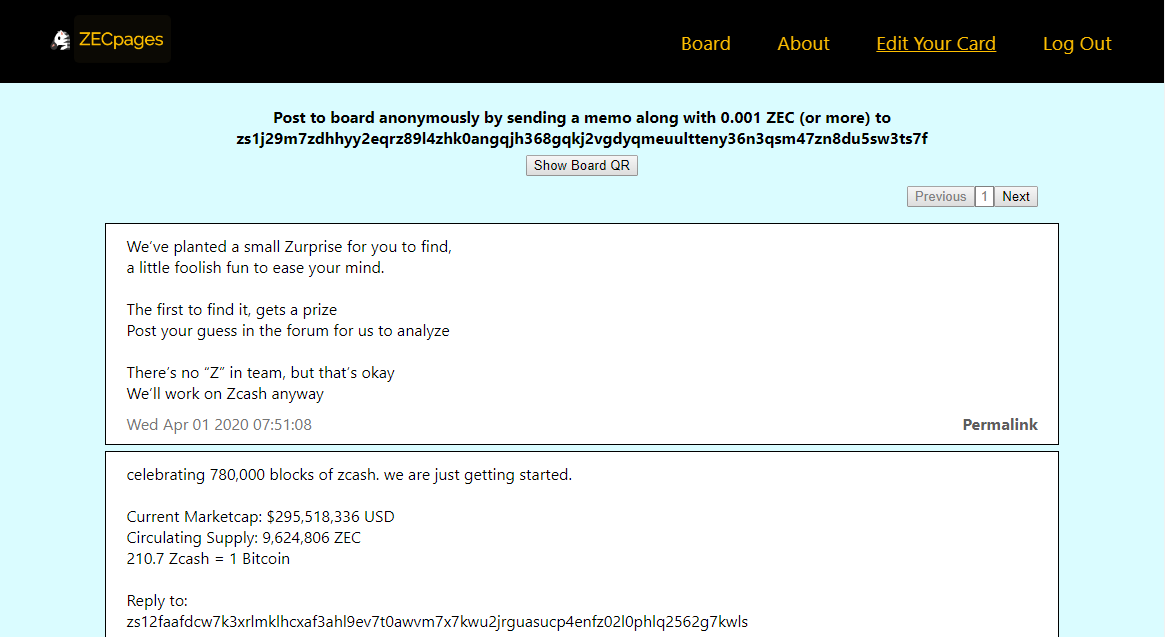 ZECpages
Board
About
Edit Your Card
Log Out
Post to board anonymously by sending a memo along with 0.001 ZEC (or more) to
zs1j29m7zdhhyy2eqrz89l4zhk0angqjh368gqkj2vgdyqmeuultteny36n3qsm47zn8du5sw3ts7f
Show Board QR
Previous 1 Next
We’ve planted a small Zurprise for you to find,
a little foolish fun to ease your mind.
The first to find it, gets a prize
Post your guess in the forum for us to analyze
There’s no “Z” in team, but that’s okay
We’ll work on Zcash anyway
Wed Apr 01 2020 07:51:08
Permalink
celebrating 780,000 blocks of zcash. we are just getting started.
Current Marketcap: $295,518,336 USD
Circulating Supply: 9,624,806 ZEC
210.7 Zcash = 1 Bitcoin
Reply to:
zs12faafdcw7k3xrlmklhcxaf3ahl9ev7t0awvm7x7kwu2jrguasucp4enfz02l0phlq2562g7kwls